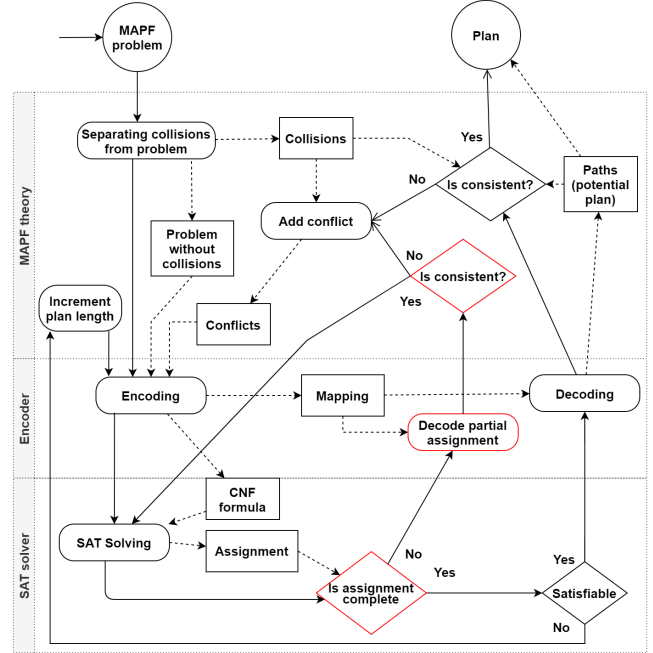 MAPF
problem
Plan
Separating collisions
from problem
Collisions
Yes
Is consistent?
No
Paths
(potential
plan)
MAPF theory
Add conflict
Problem
without
collisions
No
Is consistent?
Yes
Increment
plan length
Conflicts
Encoder
Encoding
Mapping
Decoding
Decode partial
assignment
SAT solver
CNF
formula
SAT Solving
Assignment
No
Is assignment
complete
Yes
Yes
Satisfiable
No